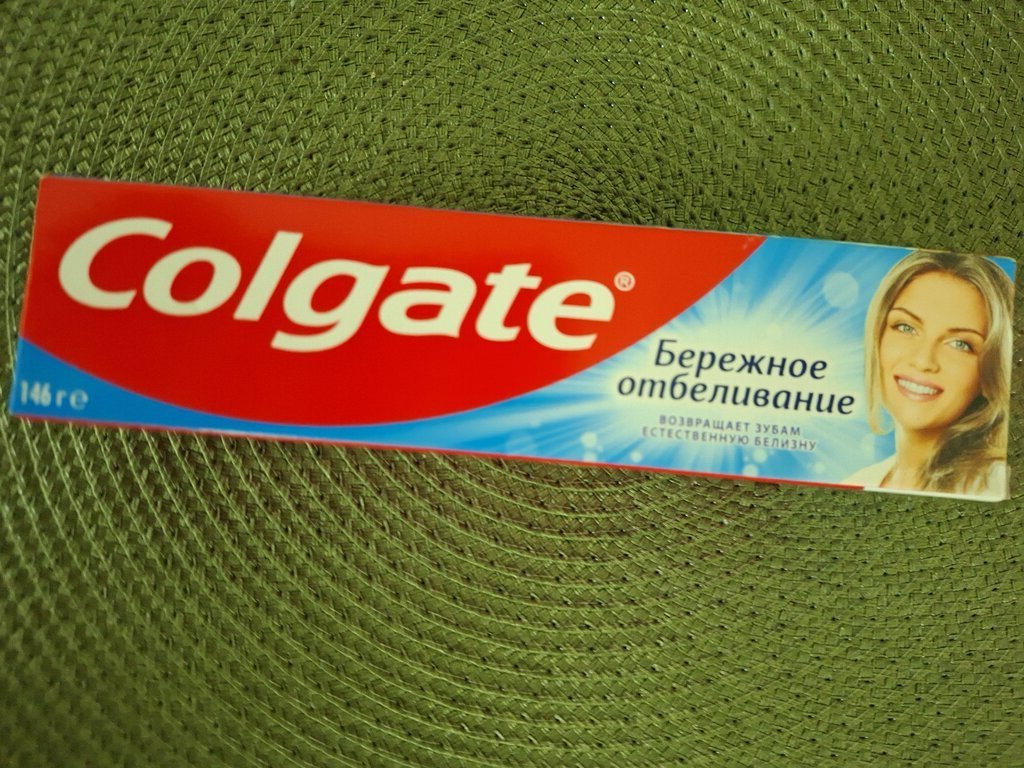 Colgate®
146 г℮
Бережное
отбеливание
ВОЗВРАЩАЕТ ЗУБАМ
ЕСТЕСТВЕННУЮ БЕЛИЗНУ